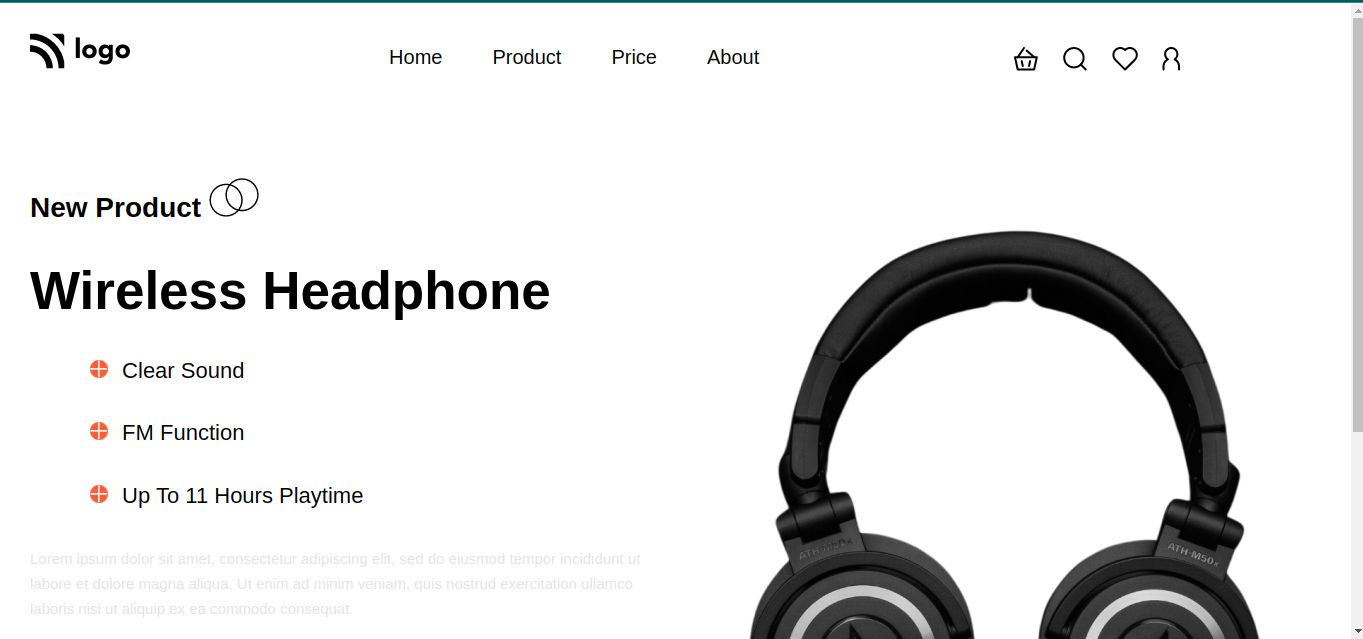 logo
Home Product Price About
New Product
Wireless Headphone
Clear Sound
FM Function
Up To 11 Hours Playtime
Lorem ipsum dolor sit amet, consectetur adipiscing elit, sed do eiusmod tempor incididunt ut
labore et dolore magna aliqua. Ut enim ad minim veniam, quis nostrud exercitation ullamco
laboris nisi ut aliquip ex ea commodo consequat.
ATH-M50x
ATH-M50x